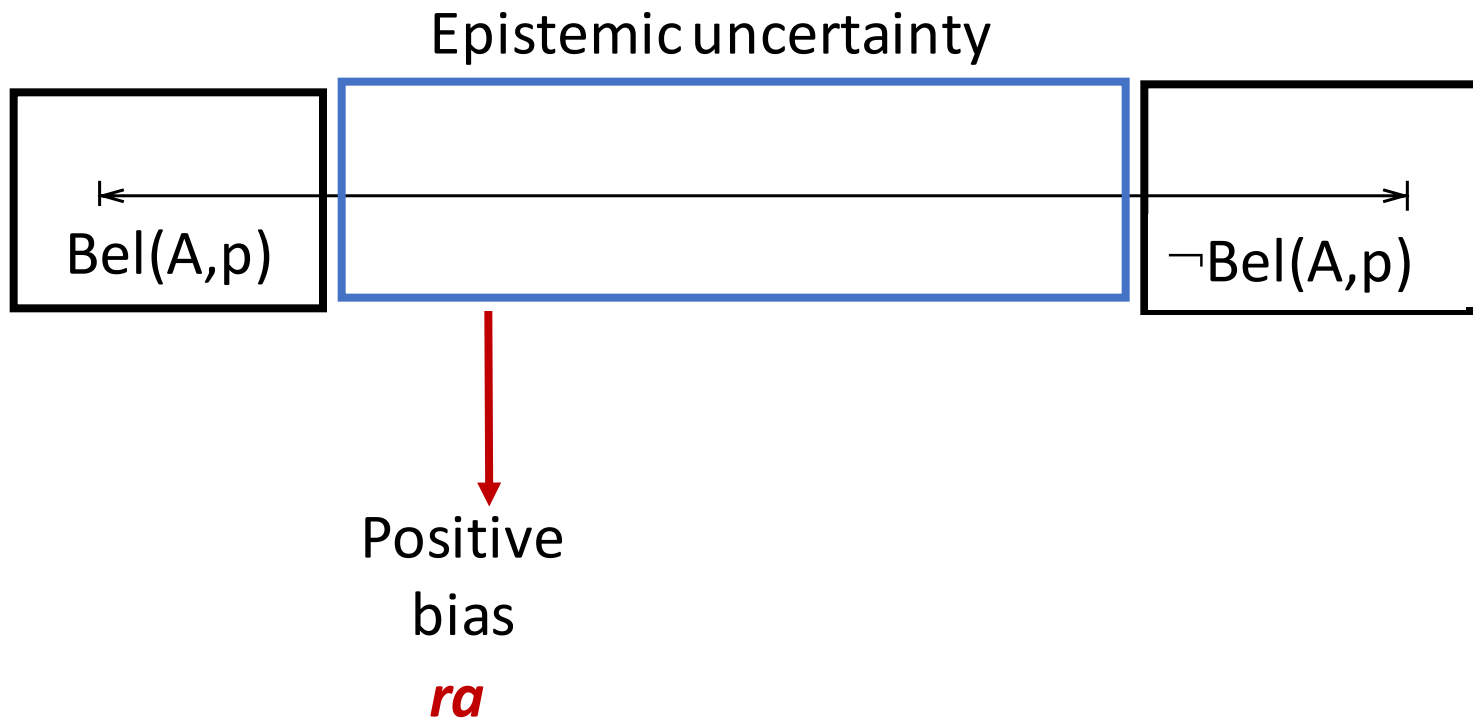 Epistemic uncertainty
Bel(A,p)
¬Bel(A,p)
Positive
bias
ra